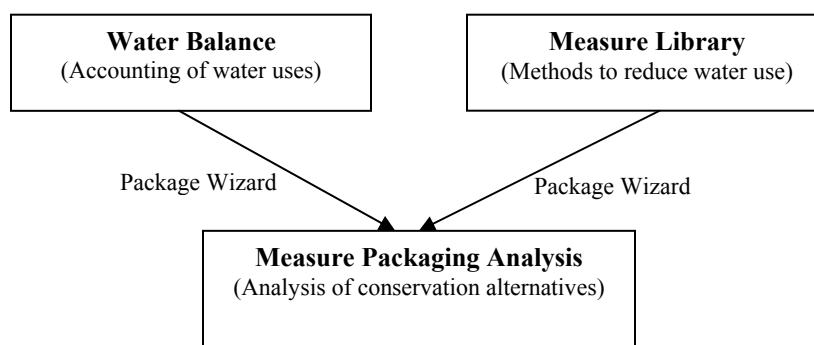 Water Balance
(Accounting of water uses)
Measure Library
(Methods to reduce water use)
Package Wizard
Package Wizard
Measure Packaging Analysis
(Analysis of conservation alternatives)